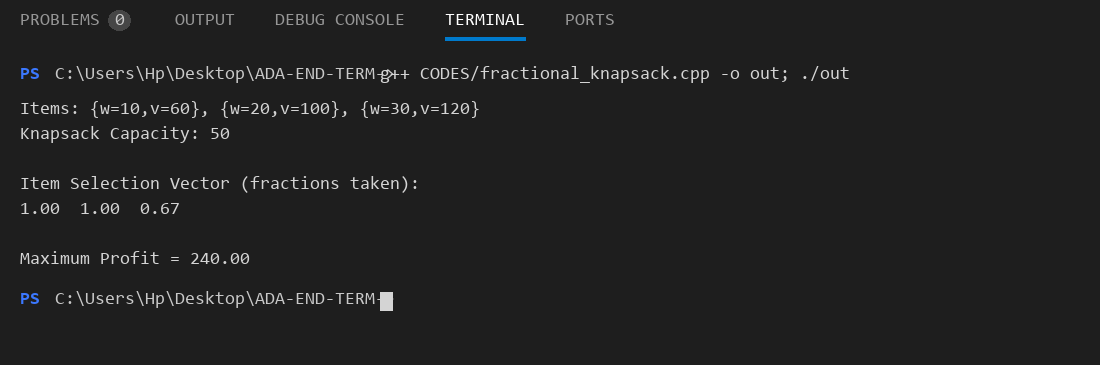 PROBLEMS 0 OUTPUT DEBUG CONSOLE TERMINAL PORTS
PS C:\Users\Hp\Desktop\ADA-END-TERM-> g++ CODES/fractional_knapsack.cpp -o out; ./out
Items: {w=10,v=60}, {w=20,v=100}, {w=30,v=120}
Knapsack Capacity: 50
Item Selection Vector (fractions taken):
1.00 1.00 0.67
Maximum Profit = 240.00
PS C:\Users\Hp\Desktop\ADA-END-TERM-